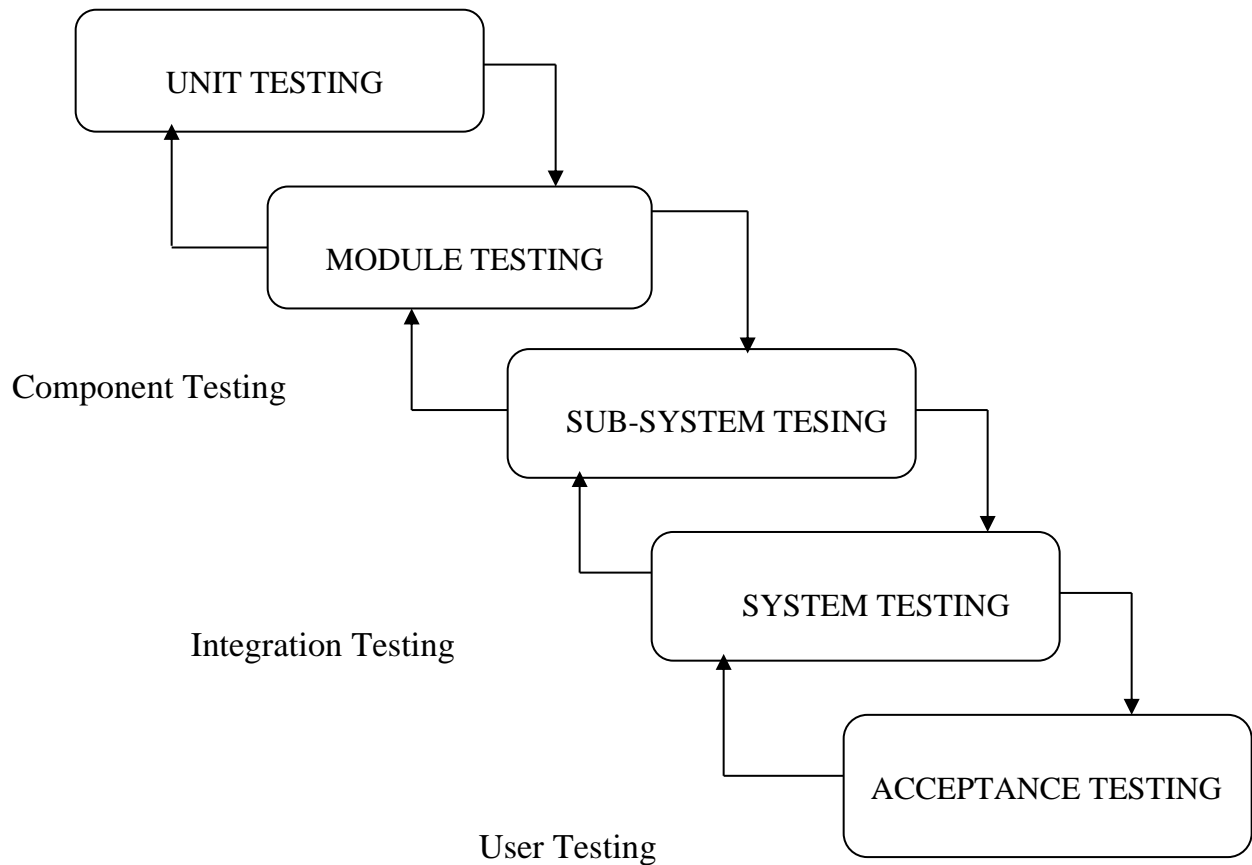 UNIT TESTING
MODULE TESTING
Component Testing
SUB-SYSTEM TESING
SYSTEM TESTING
Integration Testing
ACCEPTANCE TESTING
User Testing